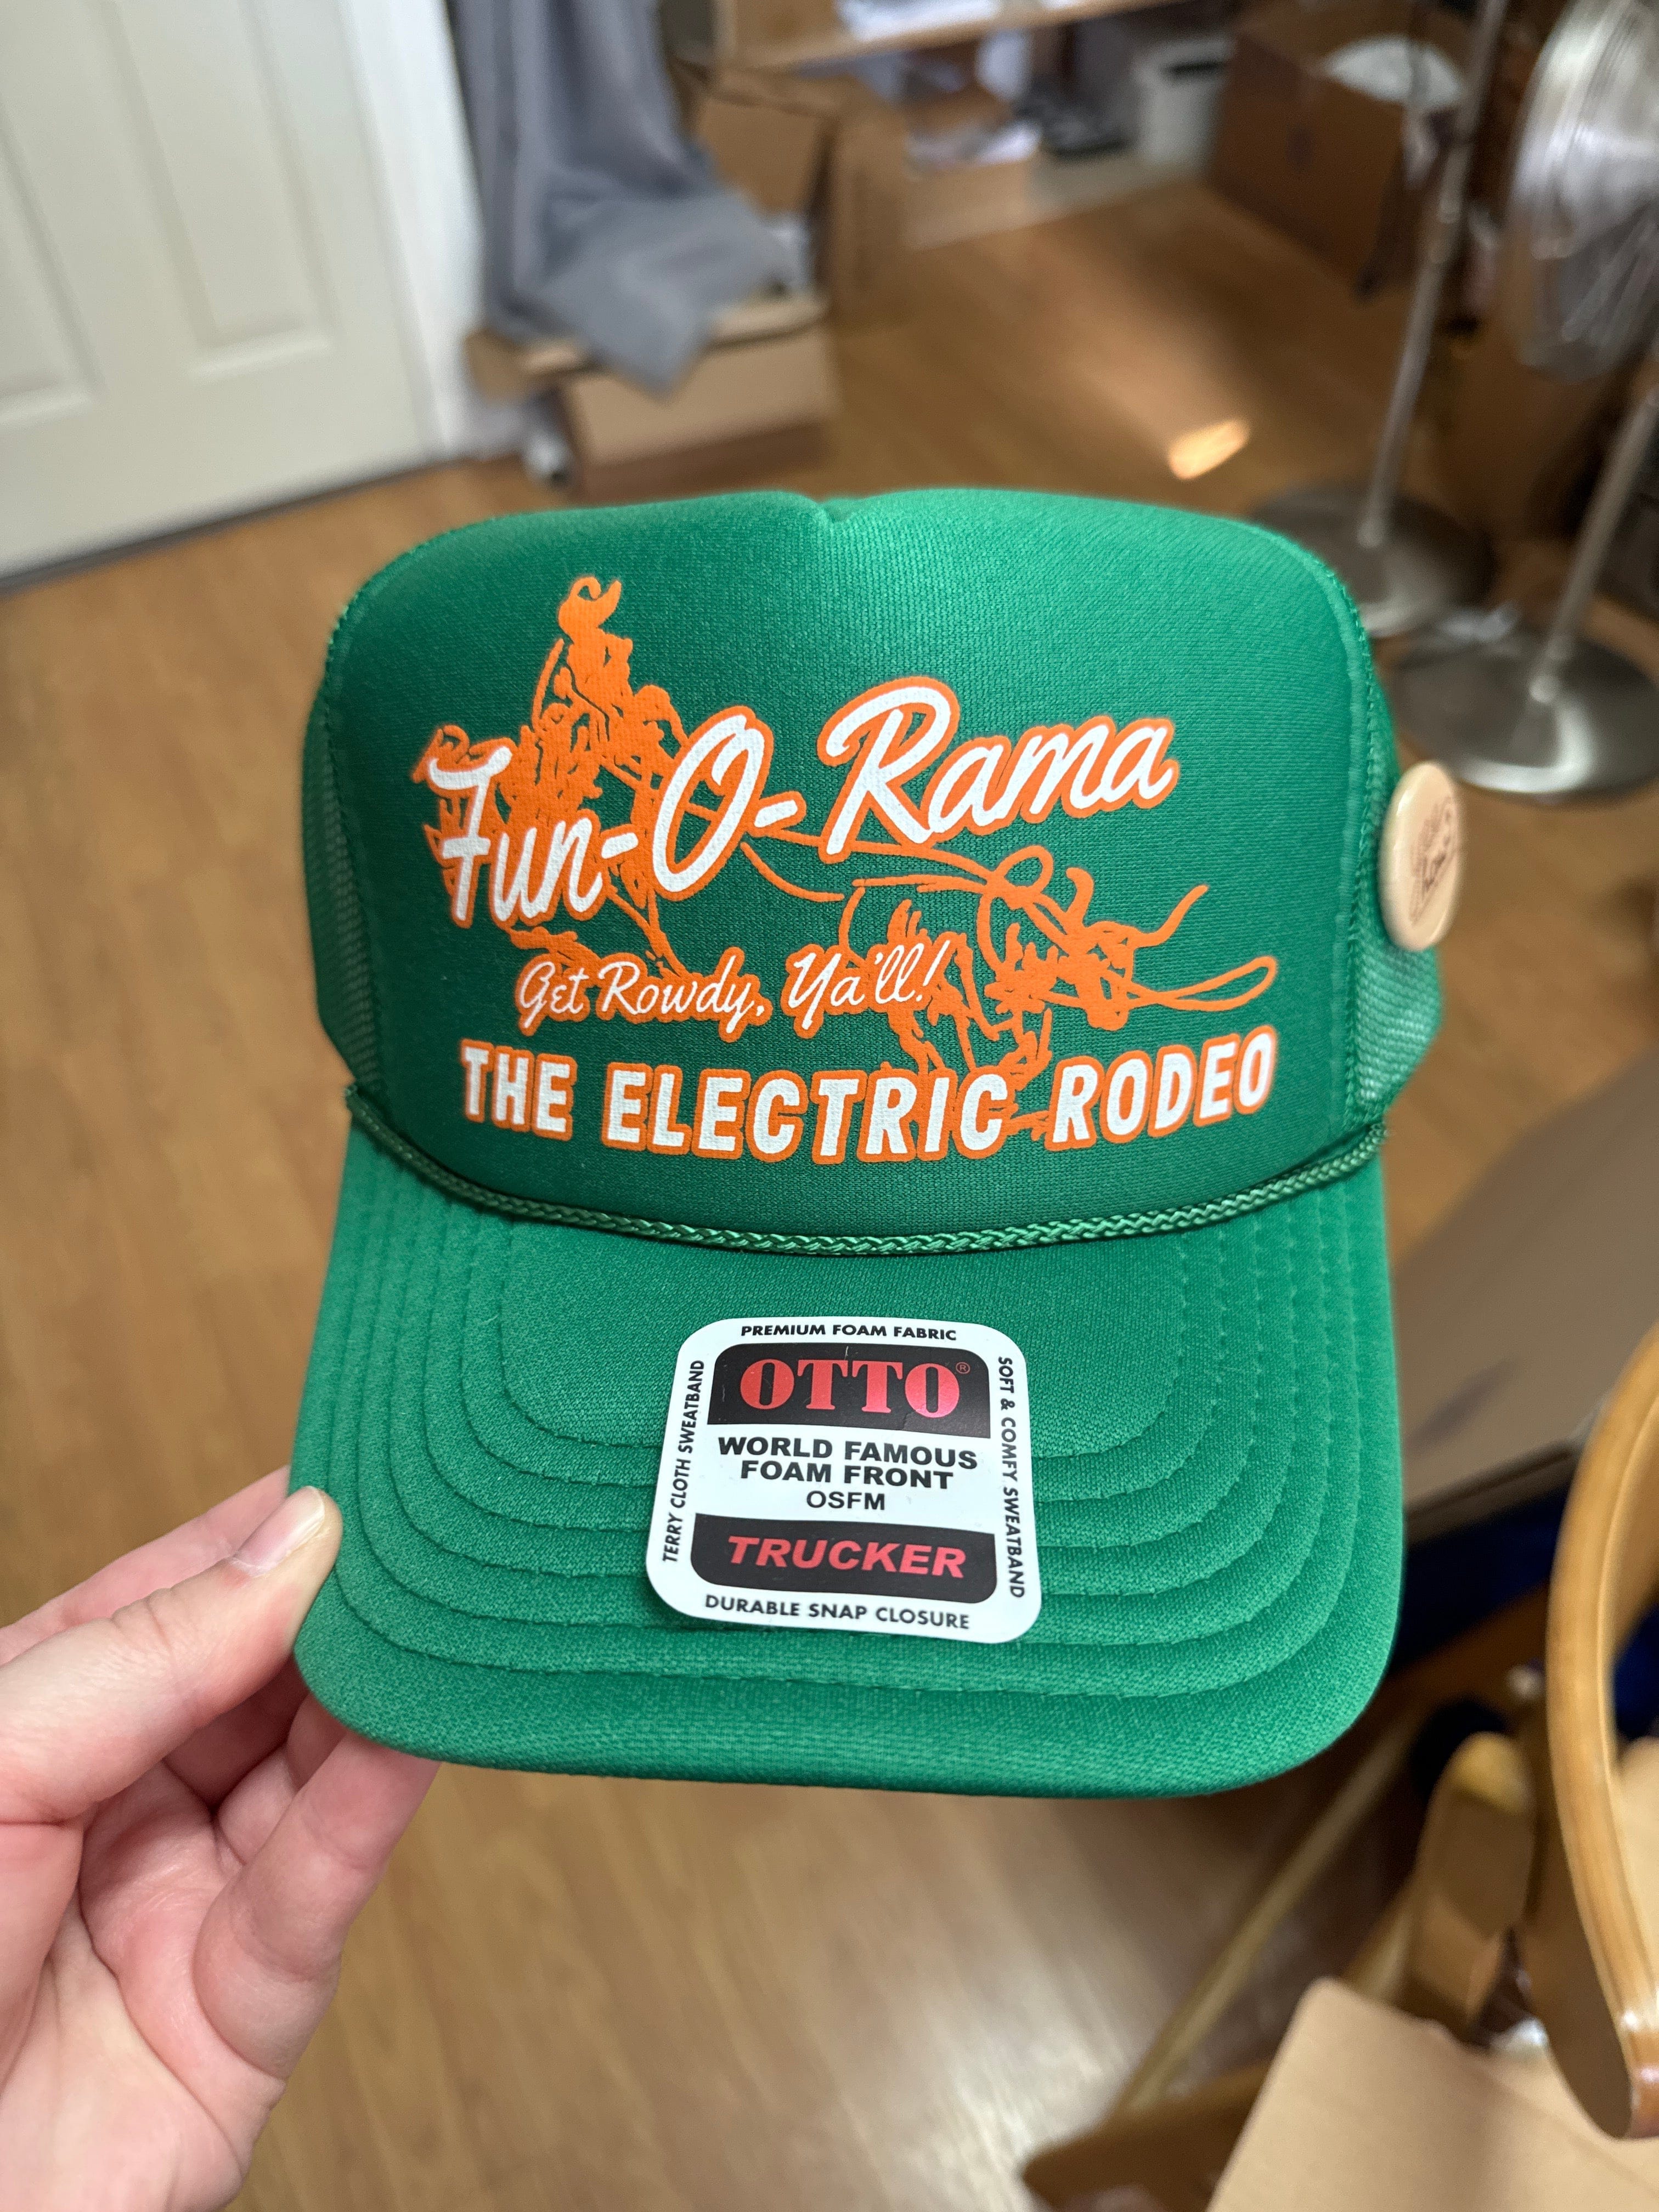 Fun-O-Rama
Get Rowdy, Ya'll!
THE ELECTRIC RODEO
PREMIUM FOAM FABRIC
TERRY CLOTH SWEATBAND
OTTO®
WORLD FAMOUS
FOAM FRONT
OSFM
TRUCKER
SOFT & COMFY SWEATBAND
DURABLE SNAP CLOSURE